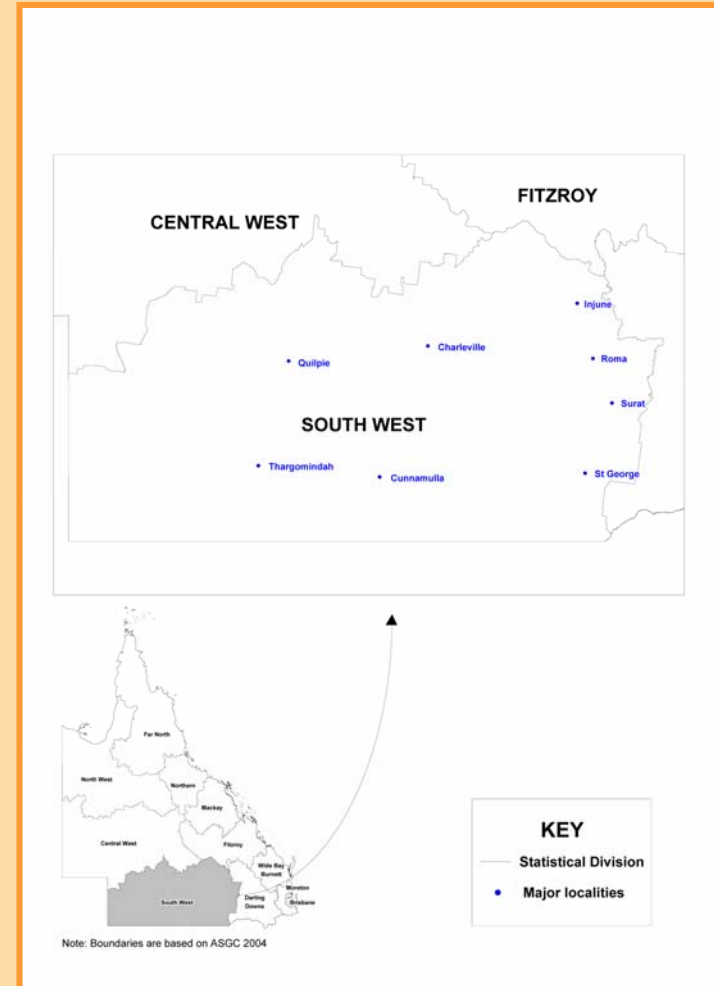 FITZROY
CENTRAL WEST
Injune
Charleville
Roma
Quilpie
Surat
SOUTH WEST
Thargomindah
St George
Cunnamulla
Far North
North West
Northern
Mackay
Central West
Fitzroy
Wide Bay
Burnett
Moreton
South West
Darling
Downs
Brisbane
KEY
Statistical Division
Major localities
Note: Boundaries are based on ASGC 2004